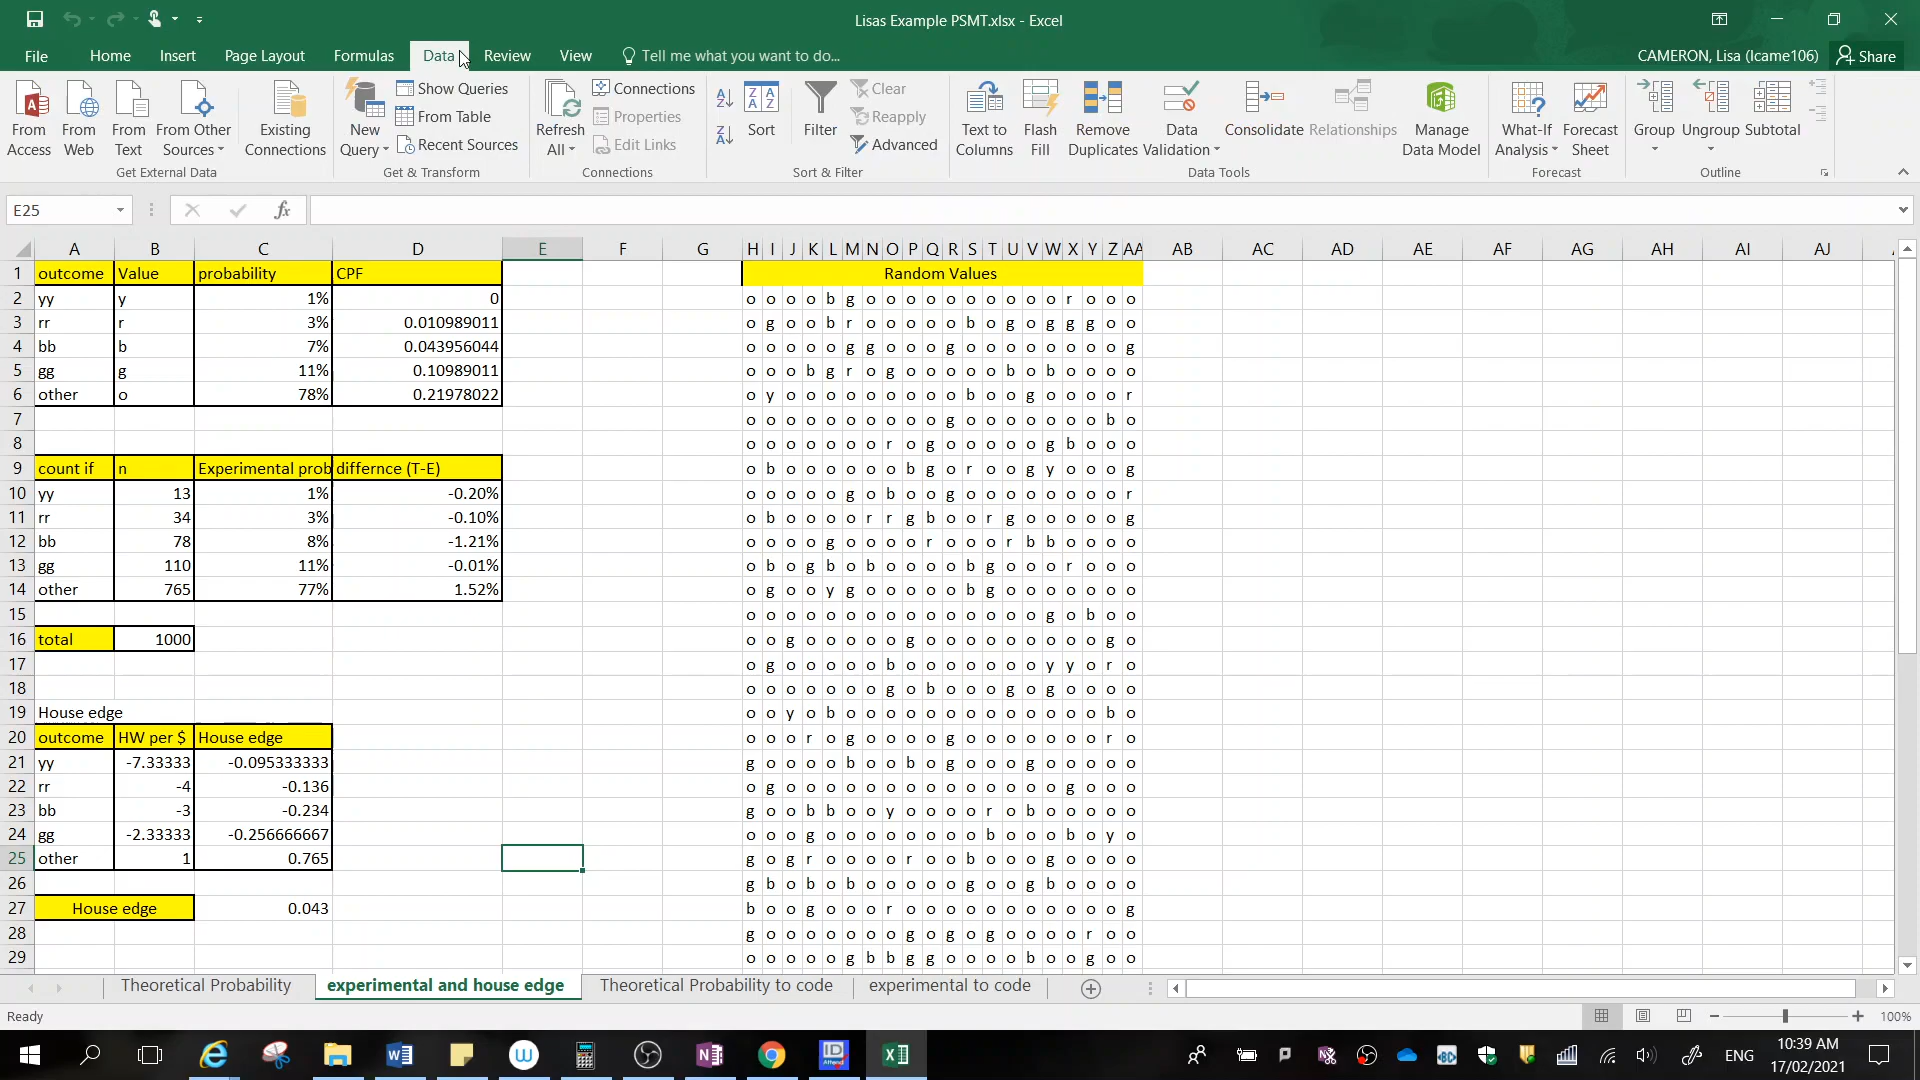 Lisas Example PSMT.xlsx - Excel
File Home Insert Page Layout Formulas Data Review View Tell me what you want to do... CAMERON, Lisa (lcame106) Share
From Access
From Web
From Text
From Other Sources
Existing Connections
Get External Data
New Query
Show Queries
From Table
Recent Sources
Get & Transform
Refresh All
Connections
Properties
Edit Links
Connections
Sort
Filter
Clear
Reapply
Advanced
Sort & Filter
Text to Columns
Flash Fill
Remove Duplicates
Data Validation
Consolidate
Relationships
Manage Data Model
Data Tools
What-If Analysis
Forecast Sheet
Forecast
Group
Ungroup
Subtotal
Outline
E25 fx
A B C D E F G H I J K L M N O P Q R S T U V W X Y Z AA AB AC AD AE AF AG AH AI AJ
1 outcome Value probability CPF Random Values
2 yy y 1% 0 o o o o b g o o o o o o o o o o r o o o
3 rr r 3% 0.010989011 o g o o b r o o o o o b o g o g g g o o
4 bb b 7% 0.043956044 o o o o o g g o o o g o o o o o o o o g
5 gg g 11% 0.10989011 o o o b g r o g o o o o o b o b o o o o
6 other o 78% 0.21978022 o y o o o o o o o o o b o o g o o o o r
7 o o o o o o o o o o g o o o o o o o b o
8 o o o o o o o r o g o o o o o g b o o o
9 count if n Experimental prob differnce (T-E) o b o o o o o o b g o r o o g y o o o g
10 yy 13 1% -0.20% o o o o o g o b o o g o o o o o o o o r
11 rr 34 3% -0.10% o b o o o o r r g b o o r g o o o o o g
12 bb 78 8% -1.21% o o o o g o o o o r o o o r b b o o o o
13 gg 110 11% -0.01% o b o g b o b o o o o b g o o o r o o o
14 other 765 77% 1.52% o g o o y g o o o o o b g o o o o o o o
15 o o o o o o o o o o o o o o o g o b o o
16 total 1000 o o g o o o o o g o o o o o o o o o g o
17 o g o o o o o b o o o o o o o y y o r o
18 o o o o o o o g o b o o o g o g o o o o
19 House edge o o y o b o o o o o o o o o o o o o b o
20 outcome HW per $ House edge o o o r o g o o o o g o o o o o o o r o
21 yy -7.33333 -0.095333333 g o o o o b o o b o g o o o g o o o o o
22 rr -4 -0.136 o g o o o o o o o o o o o o o o g o o o
23 bb -3 -0.234 g o o b b o o y o o o o r o b o o o o o
24 gg -2.33333 -0.256666667 o o o g o o o o o o o o b o o o b o y o
25 other 1 0.765 g o g r o o o o r o o b o o o g o o o o
26 g b o b o b o o o o o g o o g b o o o o
27 House edge 0.043 b o o g o o o r o o o o o o o o o o o g
28 g o o o o o o o g o g o g o o o o r o o
29 o o o o o g b b g g o o o o b o o g o o
Theoretical Probability experimental and house edge Theoretical Probability to code experimental to code
Ready 100%
ENG 10:39 AM
17/02/2021